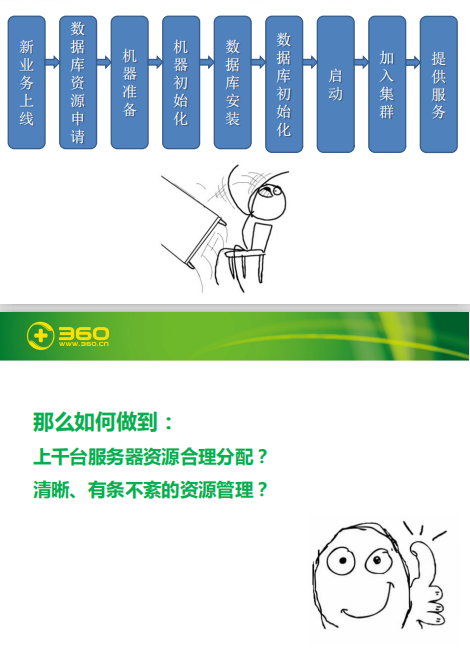 新业务上线
数据库资源申请
机器准备
机器初始化
数据库安装
数据库初始化
启动
加入集群
提供服务
360
WWW.360.CN
那么如何做到：
上千台服务器资源合理分配？
清晰、有条不紊的资源管理？